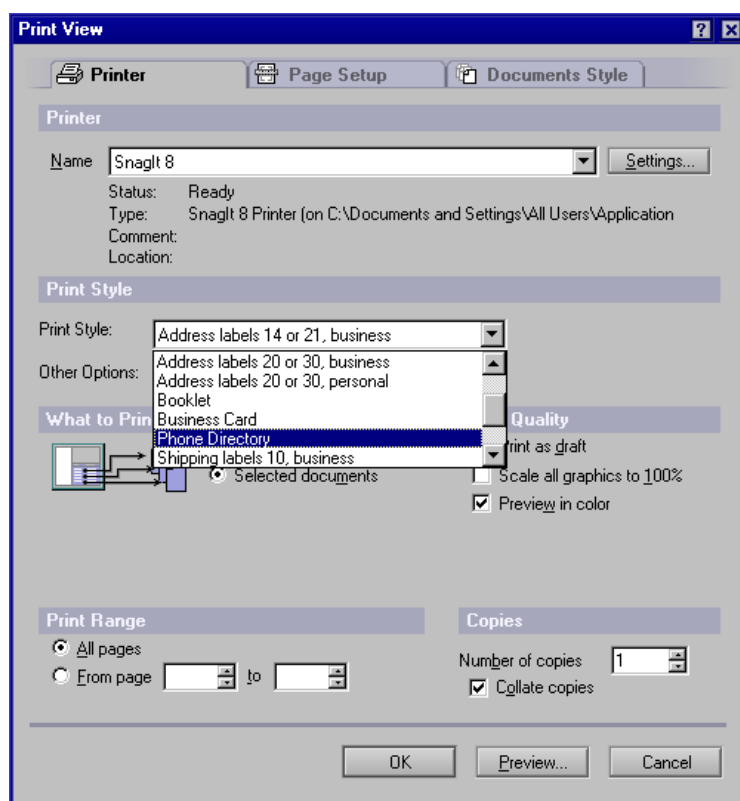 Print View
Printer Page Setup Documents Style
Printer
Name SnagIt 8 Settings...
Status: Ready
Type: SnagIt 8 Printer (on C:\Documents and Settings\All Users\Application
Comment:
Location:
Print Style
Print Style: Address labels 14 or 21, business
Other Options:
Address labels 20 or 30, business
Address labels 20 or 30, personal
Booklet
Business Card
Phone Directory
Shipping labels 10, business
What to Prin
Selected documents
Quality
rint as draft
Scale all graphics to 100%
Preview in color
Print Range
All pages
From page to
Copies
Number of copies 1
Collate copies
OK Preview... Cancel